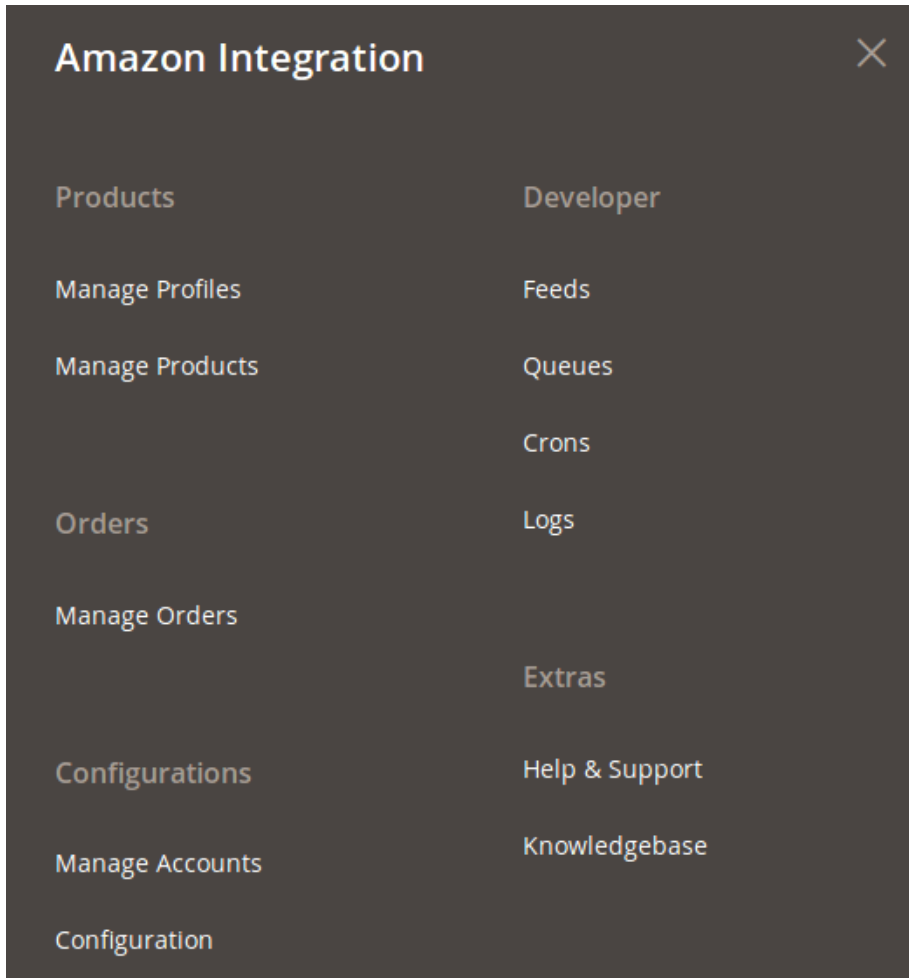 Amazon Integration
Products
Manage Profiles
Manage Products
Orders
Manage Orders
Configurations
Manage Accounts
Configuration
Developer
Feeds
Queues
Crons
Logs
Extras
Help & Support
Knowledgebase